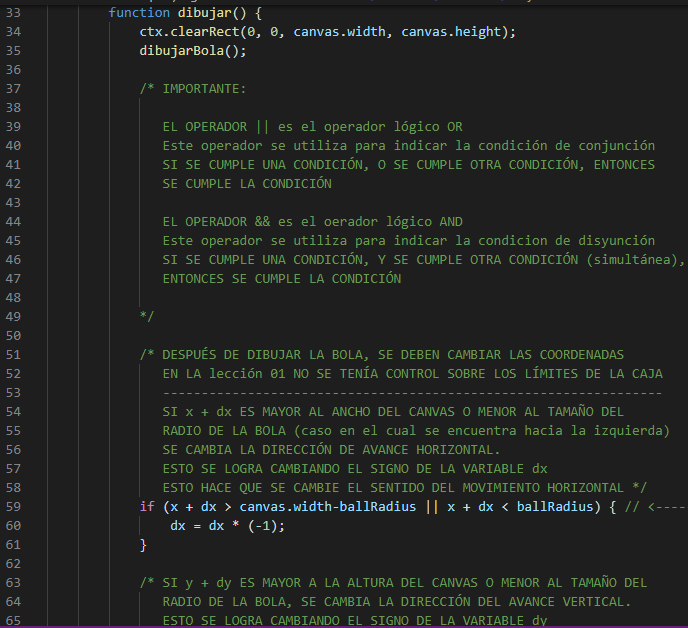 33 function dibujar() {
34 ctx.clearRect(0, 0, canvas.width, canvas.height);
35 dibujarBola();
36
37 /* IMPORTANTE:
38
39 EL OPERADOR || es el operador lógico OR
40 Este operador se utiliza para indicar la condición de conjunción
41 SI SE CUMPLE UNA CONDICIÓN, O SE CUMPLE OTRA CONDICIÓN, ENTONCES
42 SE CUMPLE LA CONDICIÓN
43
44 EL OPERADOR && es el oerador lógico AND
45 Este operador se utiliza para indicar la condicion de disyunción
46 SI SE CUMPLE UNA CONDICIÓN, Y SE CUMPLE OTRA CONDICIÓN (simultánea),
47 ENTONCES SE CUMPLE LA CONDICIÓN
48
49 */
50
51 /* DESPUÉS DE DIBUJAR LA BOLA, SE DEBEN CAMBIAR LAS COORDENADAS
52 EN LA lección 01 NO SE TENÍA CONTROL SOBRE LOS LÍMITES DE LA CAJA
53 -----------------------------------------------------------------
54 SI x + dx ES MAYOR AL ANCHO DEL CANVAS O MENOR AL TAMAÑO DEL
55 RADIO DE LA BOLA (caso en el cual se encuentra hacia la izquierda)
56 SE CAMBIA LA DIRECCIÓN DE AVANCE HORIZONTAL.
57 ESTO SE LOGRA CAMBIANDO EL SIGNO DE LA VARIABLE dx
58 ESTO HACE QUE SE CAMBIE EL SENTIDO DEL MOVIMIENTO HORIZONTAL */
59 if (x + dx > canvas.width-ballRadius || x + dx < ballRadius) { // <----
60 dx = dx * (-1);
61 }
62
63 /* SI y + dy ES MAYOR A LA ALTURA DEL CANVAS O MENOR AL TAMAÑO DEL
64 RADIO DE LA BOLA, SE CAMBIA LA DIRECCIÓN DEL AVANCE VERTICAL.
65 ESTO SE LOGRA CAMBIANDO EL SIGNO DE LA VARIABLE dy